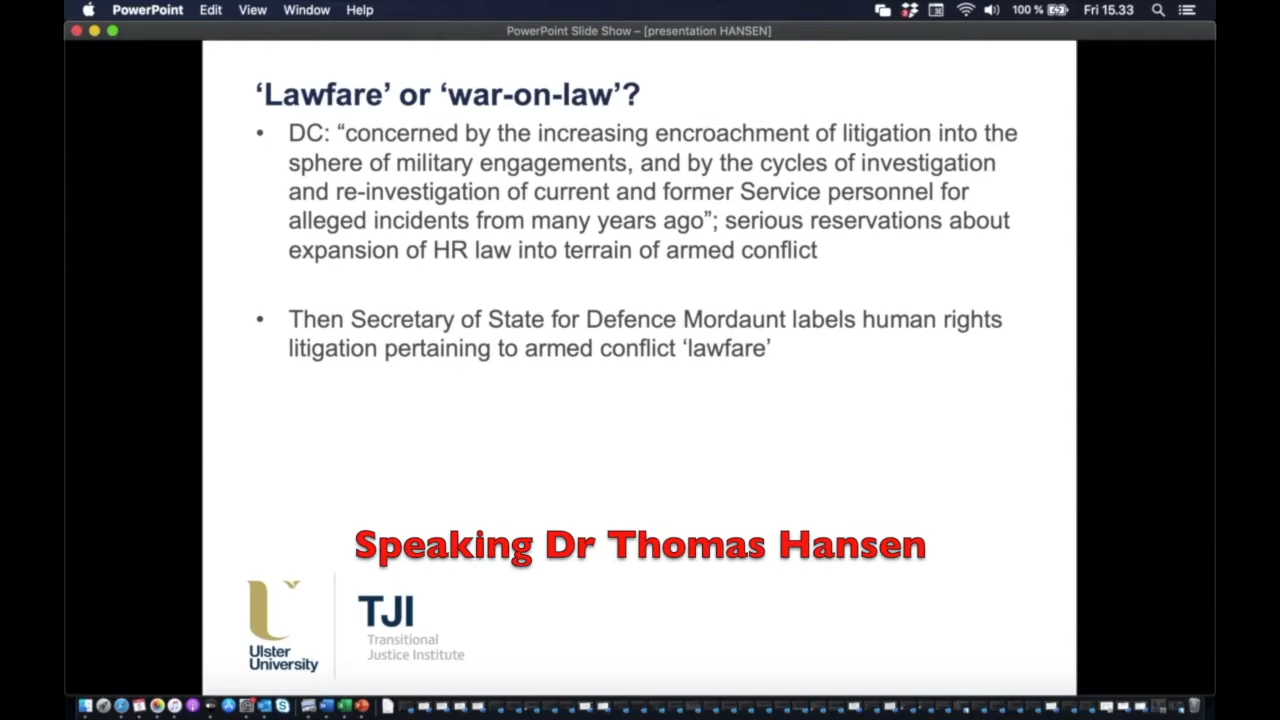 PowerPoint Edit View Window Help 100 % Fri 15.33
PowerPoint Slide Show – [presentation HANSEN]
‘Lawfare’ or ‘war-on-law’?
• DC: “concerned by the increasing encroachment of litigation into the
sphere of military engagements, and by the cycles of investigation
and re-investigation of current and former Service personnel for
alleged incidents from many years ago”; serious reservations about
expansion of HR law into terrain of armed conflict
• Then Secretary of State for Defence Mordaunt labels human rights
litigation pertaining to armed conflict ‘lawfare’
Speaking Dr Thomas Hansen
Ulster
University
TJI
Transitional
Justice Institute